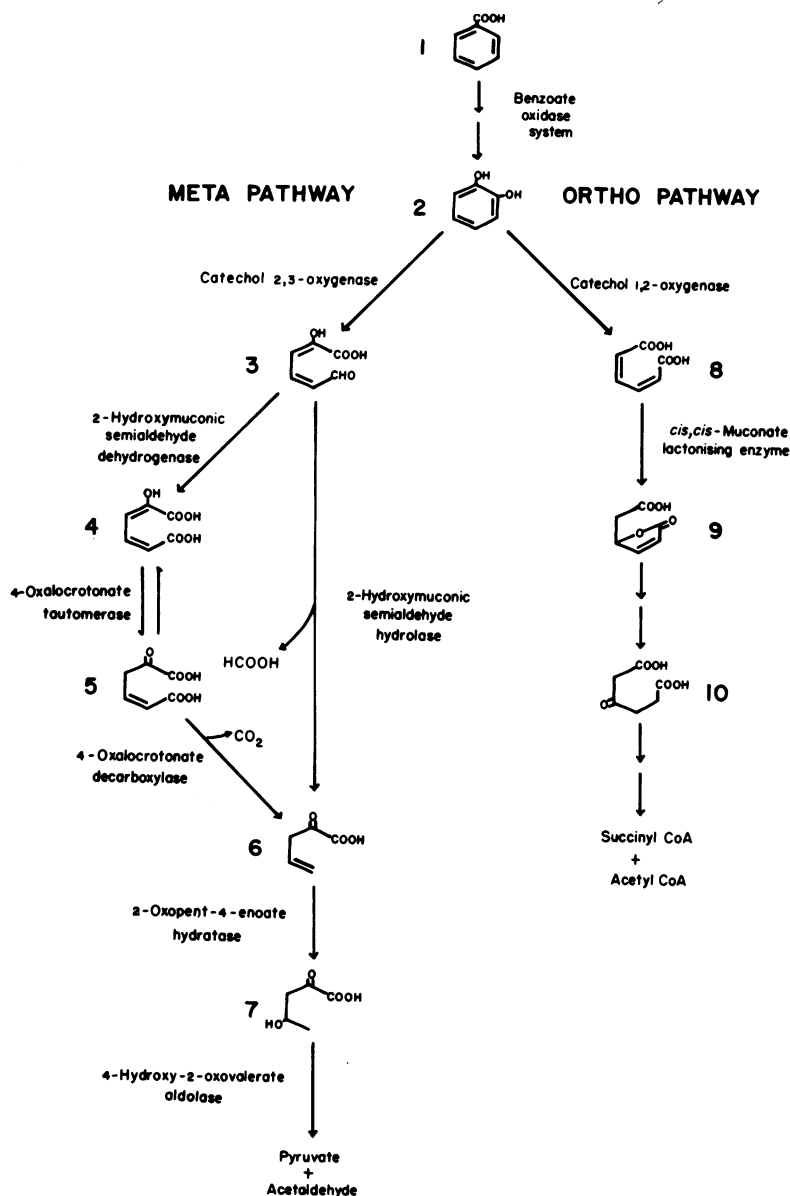 COOH
1
Benzoate
oxidase
system
META PATHWAY
2
OH
OH
ORTHO PATHWAY
Catechol 2,3-oxygenase
Catechol 1,2-oxygenase
3
OH
COOH
CHO
COOH
COOH
8
2-Hydroxymuconic
semialdehyde
dehydrogenase
cis,cis-Muconate
lactonising enzyme
4
OH
COOH
COOH
COOH
O
O
9
4-Oxalocrotonate
tautomerase
2-Hydroxymuconic
semialdehyde
hydrolase
HCOOH
5
O
COOH
COOH
COOH
COOH
O
10
CO2
4-Oxalocrotonate
decarboxylase
6
O
COOH
Succinyl CoA
+
Acetyl CoA
2-Oxopent-4-enoate
hydratase
7
O
COOH
HO
4-Hydroxy-2-oxovalerate
aldolase
Pyruvate
+
Acetaldehyde